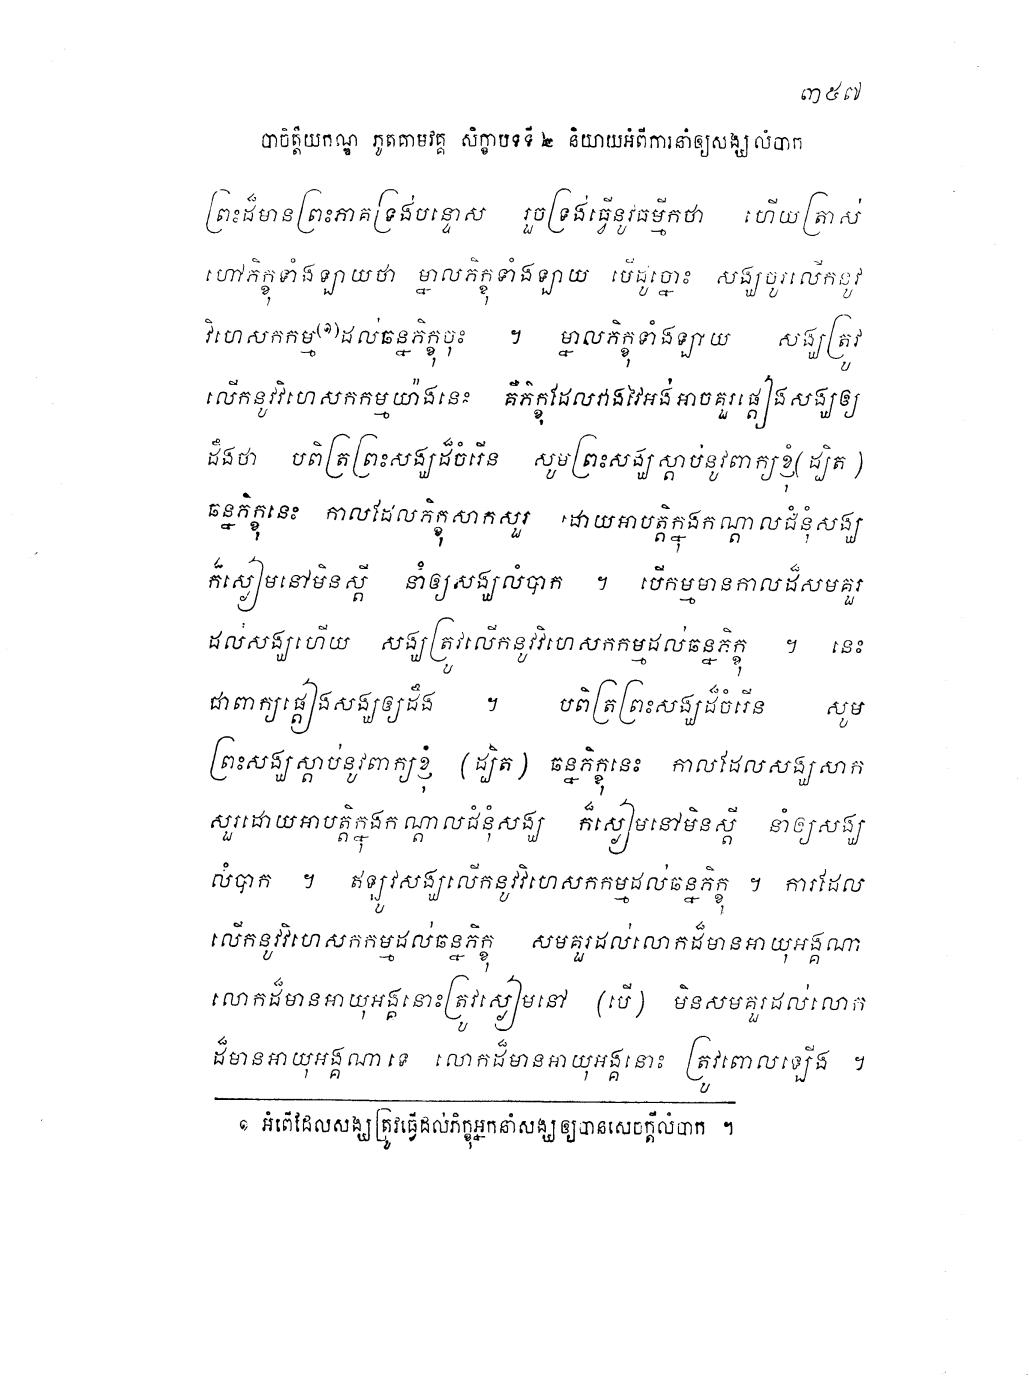 ៣៥៧
បាចិត្តិយកណ្ឌ ភូតគាមវគ្គ សិក្ខាបទទី ២ និយាយអំពីការនាំឲ្យសង្ឃលំបាក
ព្រះដ៏មានព្រះភាគទ្រង់បន្ទោស រួចទ្រង់ធ្វើនូវធម្មីកថា ហើយត្រាស់
ហៅភិក្ខុទាំងឡាយថា ម្នាលភិក្ខុទាំងឡាយ បើដូច្នោះ សង្ឃចូរលើកនូវ
វិហេសកកម្ម(១)ដល់ឆន្នភិក្ខុចុះ ។ ម្នាលភិក្ខុទាំងឡាយ សង្ឃត្រូវ
លើកនូវវិហេសកកម្មយ៉ាងនេះ គឺភិក្ខុដែលវាងវៃអង់អាចគួរផ្តៀងសង្ឃឲ្យ
ដឹងថា បពិត្រព្រះសង្ឃដ៏ចំរើន សូមព្រះសង្ឃស្តាប់នូវពាក្យខ្ញុំ(ដ្បិត)
ឆន្នភិក្ខុនេះ កាលដែលភិក្ខុសាកសួរ ដោយអាបត្តិក្នុងកណ្តាលជំនុំសង្ឃ
ក៏ស្ងៀមនៅមិនស្តី នាំឲ្យសង្ឃលំបាក ។ បើកម្មមានកាលដ៏សមគួរ
ដល់សង្ឃហើយ សង្ឃត្រូវលើកនូវវិហេសកកម្មដល់ឆន្នភិក្ខុ ។ នេះ
ជាពាក្យផ្តៀងសង្ឃឲ្យដឹង ។ បពិត្រព្រះសង្ឃដ៏ចំរើន សូម
ព្រះសង្ឃស្តាប់នូវពាក្យខ្ញុំ (ដ្បិត) ឆន្នភិក្ខុនេះ កាលដែលសង្ឃសាក
សួរដោយអាបត្តិក្នុងកណ្តាលជំនុំសង្ឃ ក៏ស្ងៀមនៅមិនស្តី នាំឲ្យសង្ឃ
លំបាក ។ ឥឡូវសង្ឃលើកនូវវិហេសកកម្មដល់ឆន្នភិក្ខុ ។ ការដែល
លើកនូវវិហេសកកម្មដល់ឆន្នភិក្ខុ សមគួរដល់លោកដ៏មានអាយុអង្គណា
លោកដ៏មានអាយុអង្គនោះត្រូវស្ងៀមនៅ (បើ) មិនសមគួរដល់លោក
ដ៏មានអាយុអង្គណាទេ លោកដ៏មានអាយុអង្គនោះ ត្រូវពោលឡើង ។
១ អំពើដែលសង្ឃត្រូវធ្វើដល់ភិក្ខុអ្នកនាំសង្ឃឲ្យបានសេចក្តីលំបាក ។